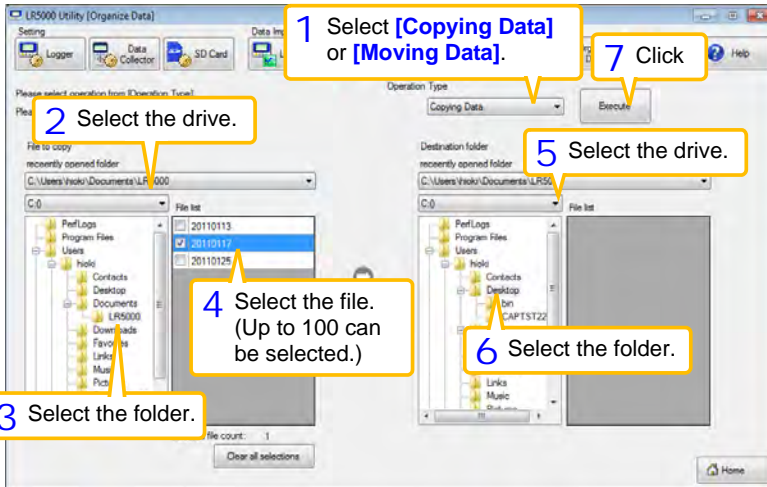 LR5000 Utility [Organize Data]
Setting
Logger
Data
Collector
SD Card
1 Select [Copying Data]
or [Moving Data].
7 Click
Help
Please select operation from [Operation Type]
Operation Type
Copying Data
Execute
2 Select the drive.
File to copy
recently opened folder
C:\Users\hioki\Documents\LR5000
C:0
File list
PerfLogs
Program Files
Users
hioki
Contacts
Desktop
Documents
LR5000
Downloads
Favorites
Links
Music
20110113
20110117
20110125
4 Select the file.
(Up to 100 can
be selected.)
3 Select the folder.
file count: 1
Clear all selections
5 Select the drive.
Destination folder
recently opened folder
C:\Users\hioki\Documents\LR50
C:0
File list
PerfLogs
Program Files
Users
hioki
Contacts
Desktop
bin
CAPTST22
6 Select the folder.
Links
Music
Home